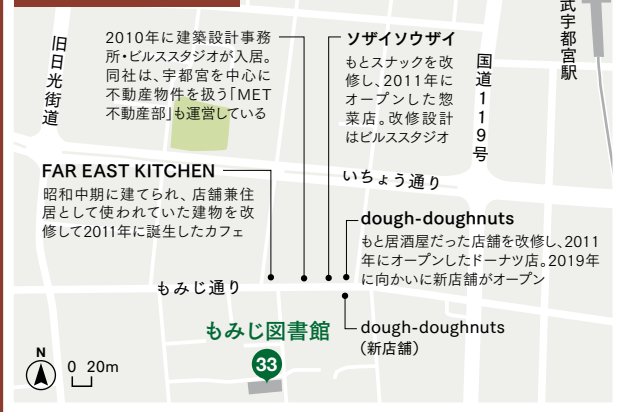 旧日光街道
2010年に建築設計事務
所・ビルススタジオが入居。
同社は、宇都宮を中心に
不動産物件を扱う「MET
不動産部」も運営している
ソザイソウザイ
もとスナックを改
修し、2011年に
オープンした惣
菜店。改修設計
はビルススタジオ
国道119号
武宇都宮駅
FAR EAST KITCHEN
昭和中期に建てられ、店舗兼住
居として使われていた建物を改
修して2011年に誕生したカフェ
いちょう通り
dough-doughnuts
もと居酒屋だった店舗を改修し、2011
年にオープンしたドーナツ店。2019年
に向かいに新店舗がオープン
もみじ通り
もみじ図書館
33
dough-doughnuts
(新店舗)
N
0 20m